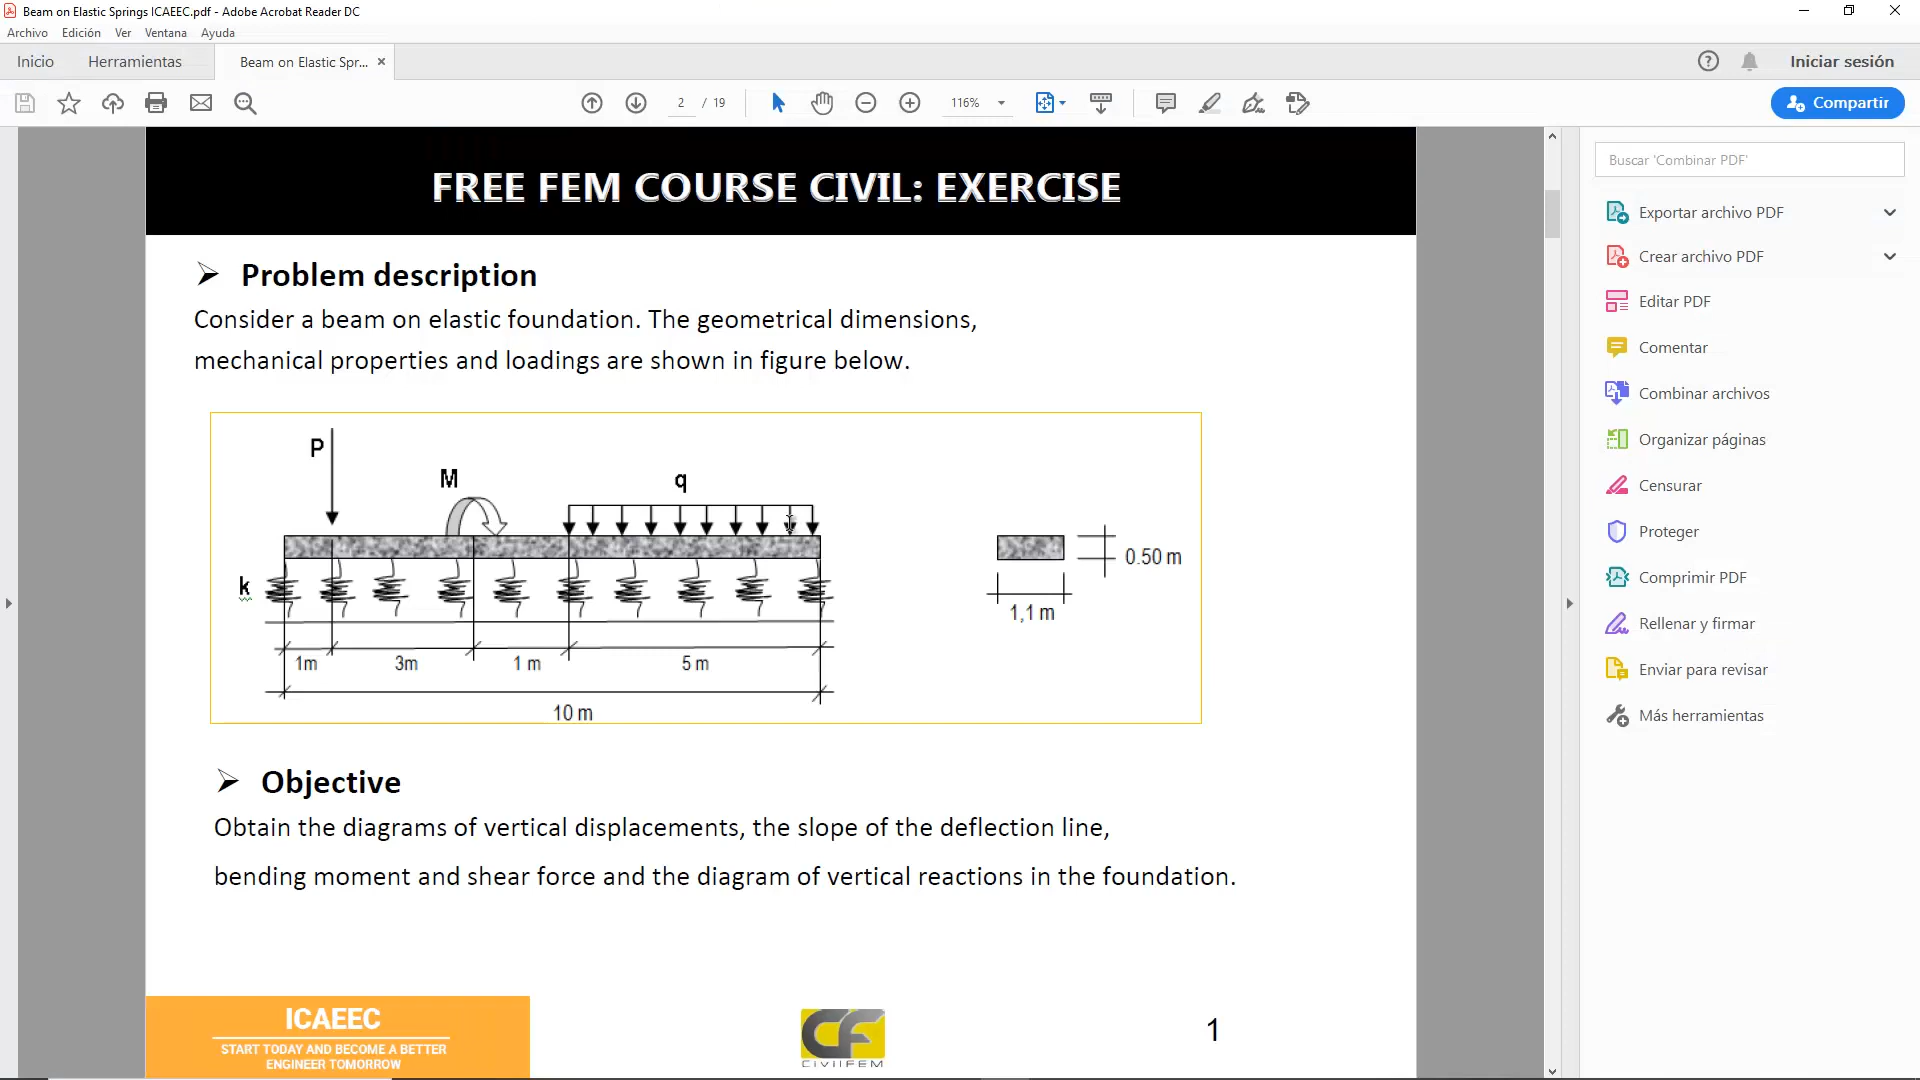 Beam on Elastic Springs ICAEEC.pdf - Adobe Acrobat Reader DC
Archivo Edición Ver Ventana Ayuda
Inicio Herramientas Beam on Elastic Spr... Iniciar sesión
2 / 19 116% Compartir
FREE FEM COURSE CIVIL: EXERCISE
Problem description
Consider a beam on elastic foundation. The geometrical dimensions,
mechanical properties and loadings are shown in figure below.
P
M
q
k
0.50 m
1,1 m
1m 3m 1 m 5 m
10 m
Objective
Obtain the diagrams of vertical displacements, the slope of the deflection line,
bending moment and shear force and the diagram of vertical reactions in the foundation.
ICAEEC
START TODAY AND BECOME A BETTER
ENGINEER TOMORROW
CF
CIVILFEM
1
Buscar 'Combinar PDF'
Exportar archivo PDF
Crear archivo PDF
Editar PDF
Comentar
Combinar archivos
Organizar páginas
Censurar
Proteger
Comprimir PDF
Rellenar y firmar
Enviar para revisar
Más herramientas